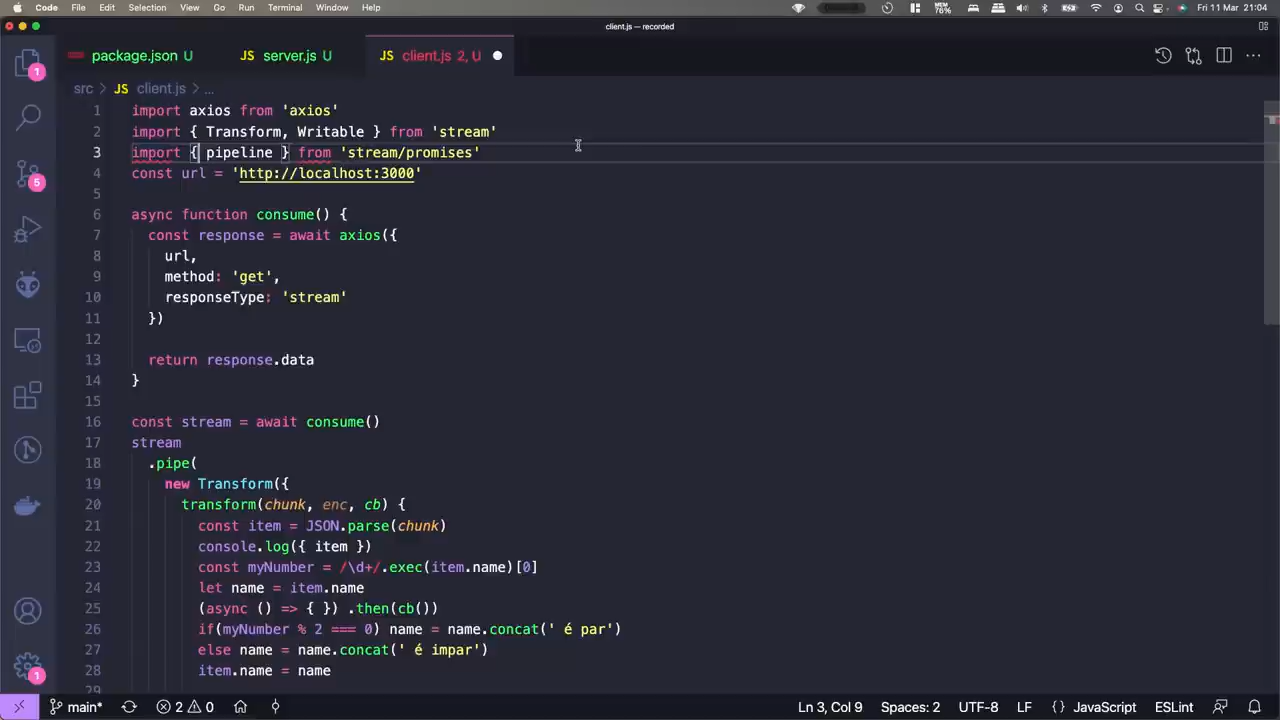 Code File Edit Selection View Go Run Terminal Window Help MEM 76% Fri 11 Mar 21:04
client.js — recorded
package.json U JS server.js U JS client.js 2, U
src > JS client.js > ...
1 import axios from 'axios'
2 import { Transform, Writable } from 'stream'
3 import { pipeline } from 'stream/promises'
4 const url = 'http://localhost:3000'
5
6 async function consume() {
7 const response = await axios({
8 url,
9 method: 'get',
10 responseType: 'stream'
11 })
12
13 return response.data
14 }
15
16 const stream = await consume()
17 stream
18 .pipe(
19 new Transform({
20 transform(chunk, enc, cb) {
21 const item = JSON.parse(chunk)
22 console.log({ item })
23 const myNumber = /\d+/.exec(item.name)[0]
24 let name = item.name
25 (async () => { }) .then(cb())
26 if(myNumber % 2 === 0) name = name.concat(' é par')
27 else name = name.concat(' é impar')
28 item.name = name
29
1
5
1
main* 2 0 Ln 3, Col 9 Spaces: 2 UTF-8 LF {} JavaScript ESLint